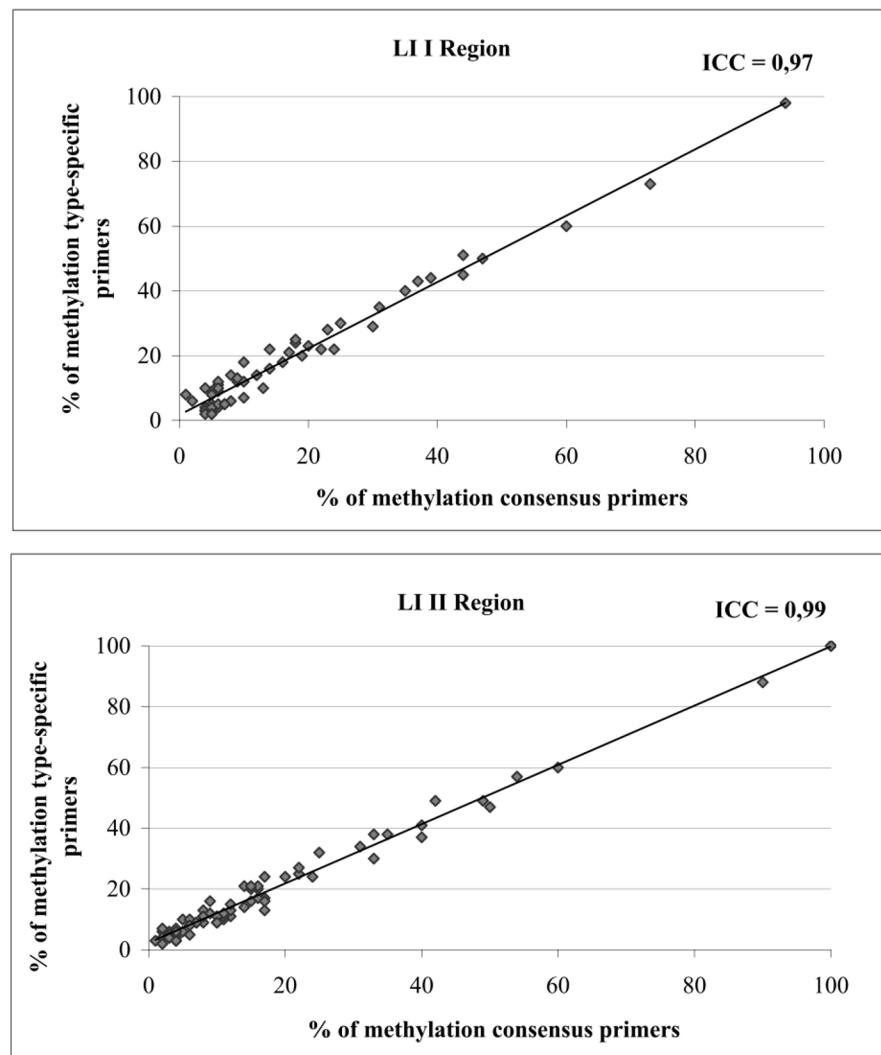 LI I Region
ICC = 0,97
% of methylation type-specific
primers
100
80
60
40
20
0
0 20 40 60 80 100
% of methylation consensus primers
LI II Region
ICC = 0,99
% of methylation type-specific
primers
100
80
60
40
20
0
0 20 40 60 80 100
% of methylation consensus primers